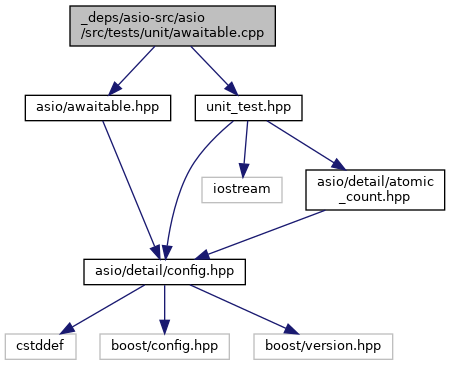 _deps/asio-src/asio
/src/tests/unit/awaitable.cpp
asio/awaitable.hpp
unit_test.hpp
iostream
asio/detail/atomic
_count.hpp
asio/detail/config.hpp
cstddef
boost/config.hpp
boost/version.hpp